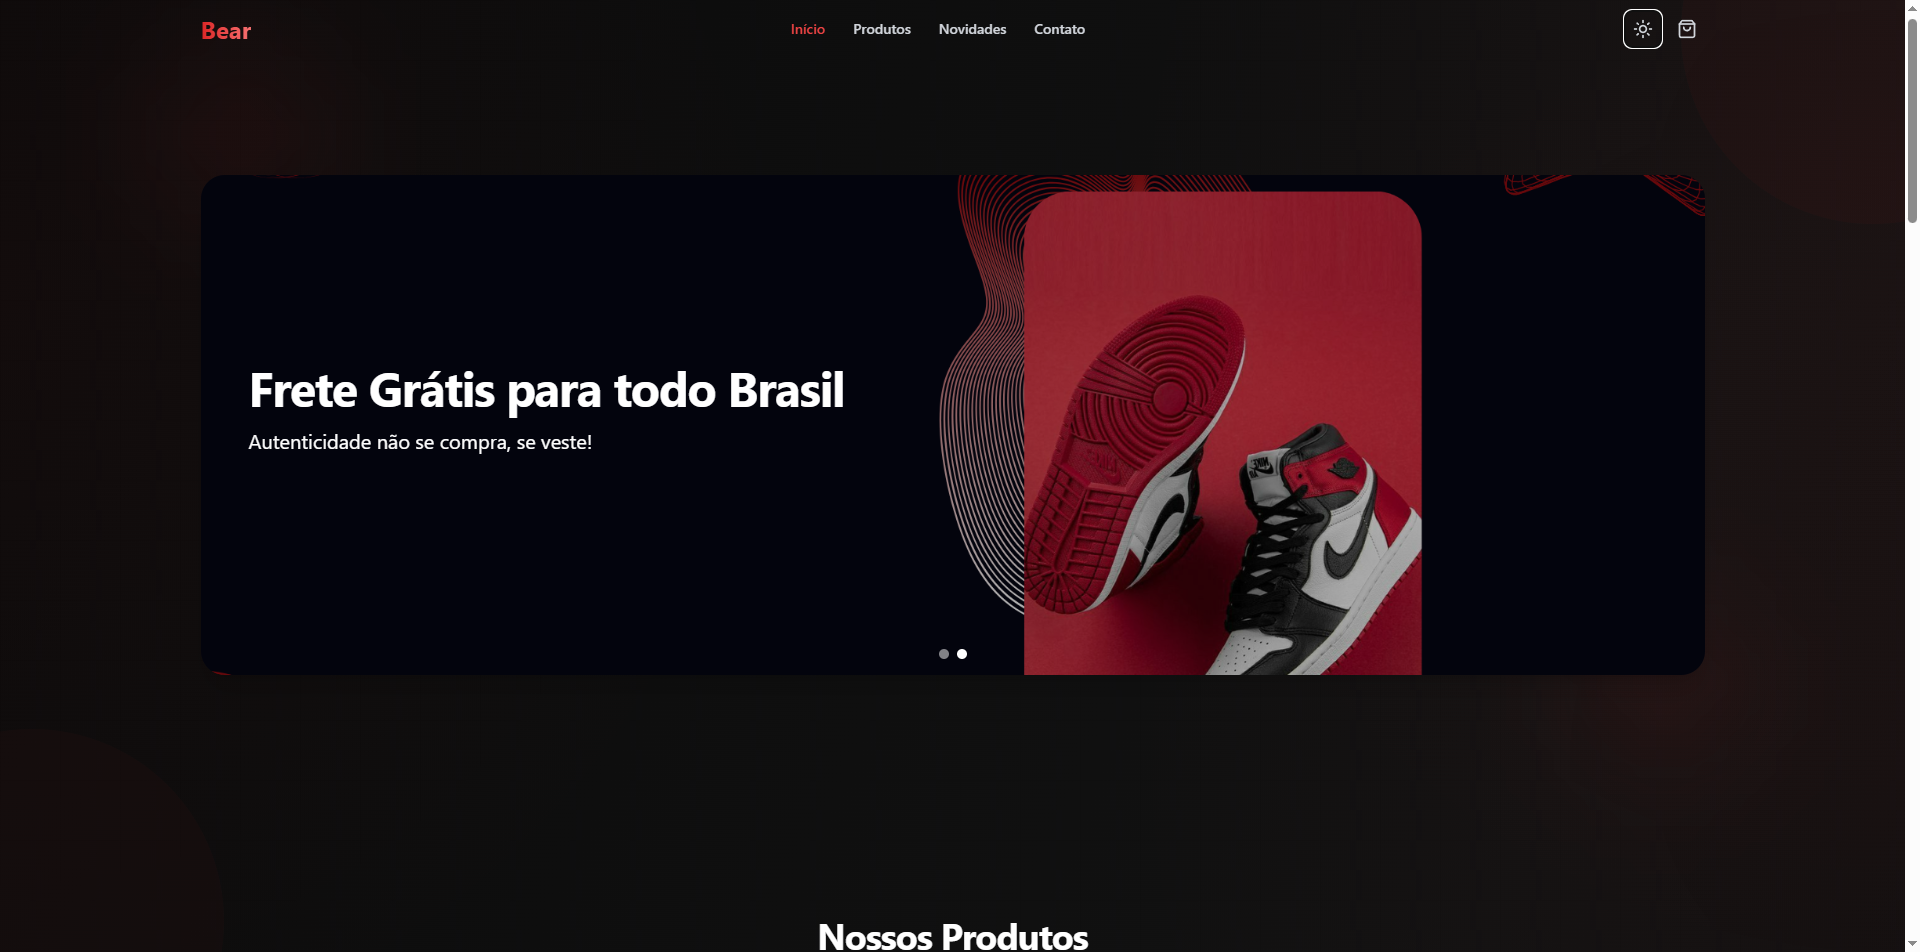 Bear
Início
Produtos
Novidades
Contato
Frete Grátis para todo Brasil
Autenticidade não se compra, se veste!
Nossos Produtos